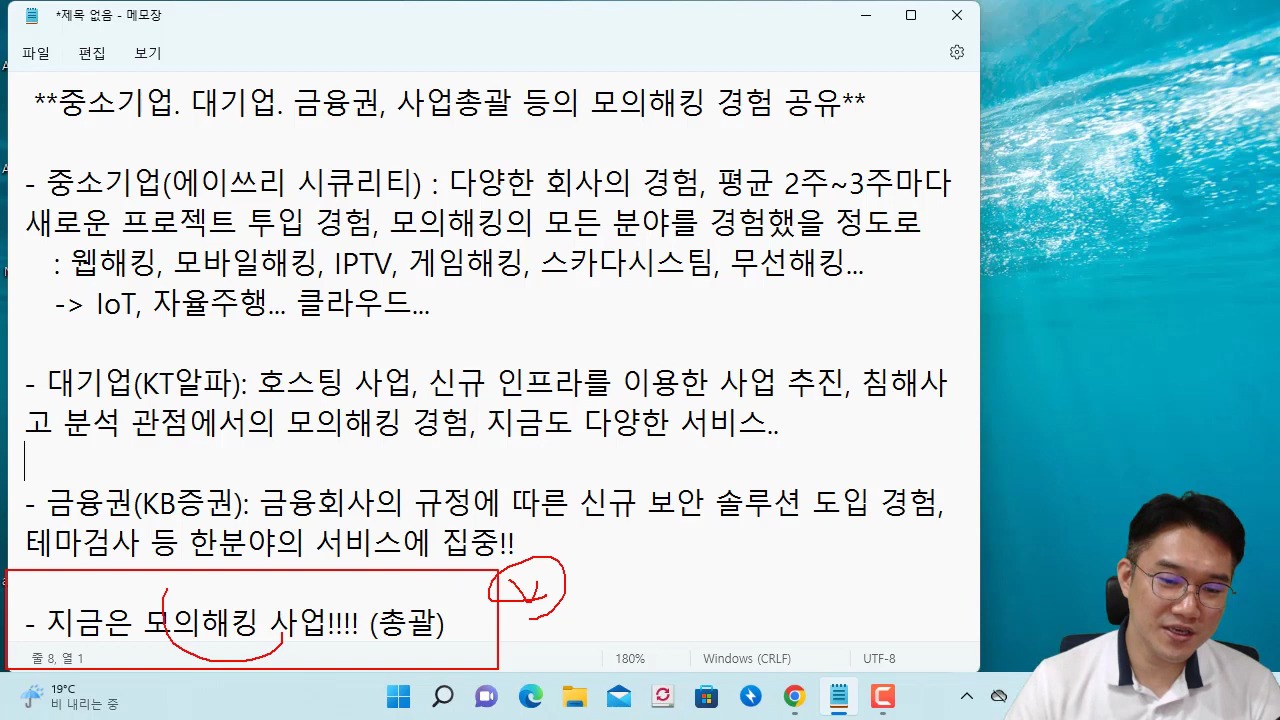 *제목 없음 - 메모장
파일 편집 보기
**중소기업. 대기업. 금융권, 사업총괄 등의 모의해킹 경험 공유**
- 중소기업(에이쓰리 시큐리티) : 다양한 회사의 경험, 평균 2주~3주마다
새로운 프로젝트 투입 경험, 모의해킹의 모든 분야를 경험했을 정도로
: 웹해킹, 모바일해킹, IPTV, 게임해킹, 스카다시스팀, 무선해킹...
-> IoT, 자율주행... 클라우드...
- 대기업(KT알파): 호스팅 사업, 신규 인프라를 이용한 사업 추진, 침해사
고 분석 관점에서의 모의해킹 경험, 지금도 다양한 서비스..
- 금융권(KB증권): 금융회사의 규정에 따른 신규 보안 솔루션 도입 경험,
테마검사 등 한분야의 서비스에 집중!!
- 지금은 모의해킹 사업!!!! (총괄)
줄 8, 열 1 180% Windows (CRLF) UTF-8
19°C
비 내리는 중